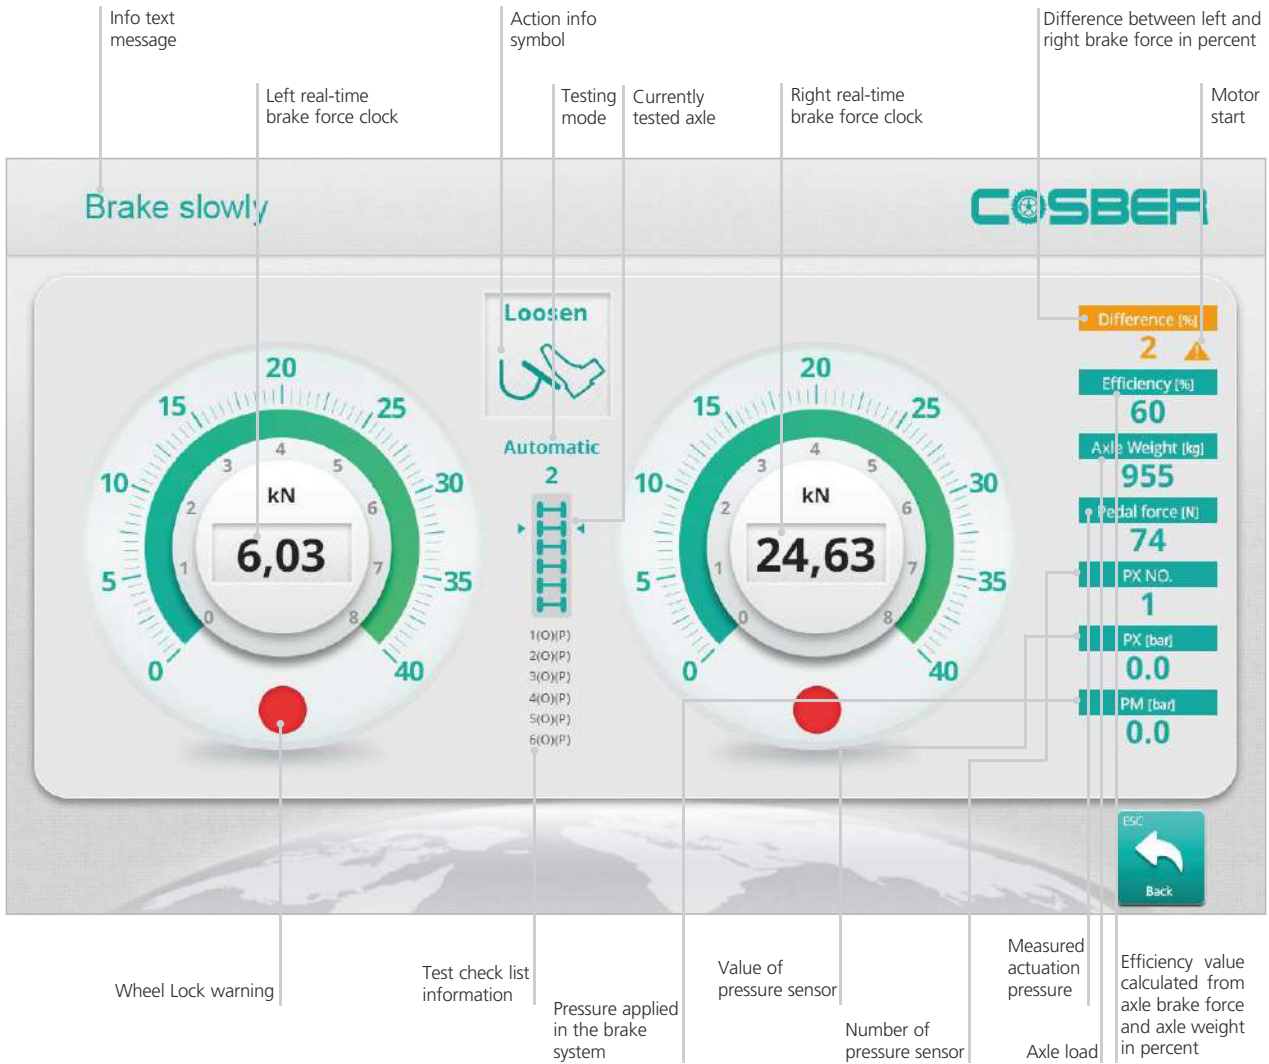 Info text
message
Action info
symbol
Difference between left and
right brake force in percent
Left real-time
brake force clock
Testing
mode
Currently
tested axle
Right real-time
brake force clock
Motor
start
Brake slowly
COSBER
Loosen
Automatic
2
1(O)(P)
2(O)(P)
3(O)(P)
4(O)(P)
5(O)(P)
6(O)(P)
0
5
10
15
20
25
30
35
40
0
1
2
3
4
5
6
7
8
kN
6,03
0
5
10
15
20
25
30
35
40
0
1
2
3
4
5
6
7
8
kN
24,63
Difference [%]
2
Efficiency [%]
60
Axle Weight [kg]
955
Pedal force [N]
74
PX NO.
1
PX [bar]
0.0
PM [bar]
0.0
ESC
Back
Wheel Lock warning
Test check list
information
Pressure applied
in the brake
system
Value of
pressure sensor
Number of
pressure sensor
Measured
actuation
pressure
Axle load
Efficiency value
calculated from
axle brake force
and axle weight
in percent